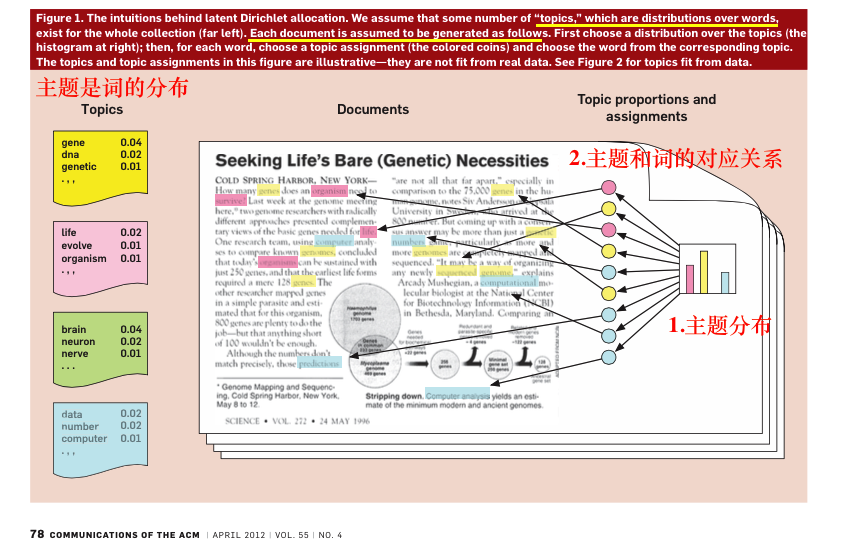 Figure 1. The intuitions behind latent Dirichlet allocation. We assume that some number of “topics,” which are distributions over words,
exist for the whole collection (far left). Each document is assumed to be generated as follows. First choose a distribution over the topics (the
histogram at right); then, for each word, choose a topic assignment (the colored coins) and choose the word from the corresponding topic.
The topics and topic assignments in this figure are illustrative—they are not fit from real data. See Figure 2 for topics fit from data.
主题是词的分布
Topics
Documents
Topic proportions and
assignments
gene 0.04
dna 0.02
genetic 0.01
. , ,
life 0.02
evolve 0.01
organism 0.01
. , ,
brain 0.04
neuron 0.02
nerve 0.01
. . .
data 0.02
number 0.02
computer 0.01
. , ,
Seeking Life’s Bare (Genetic) Necessities
COLD SPRING HARBOR, NEW YORK—
How many genes does an organism need to
survive? Last week at the genome meeting
here,* two genome researchers with radically
different approaches presented complemen-
tary views of the basic genes needed for life.
One research team, using computer analy-
ses to compare known genomes, concluded
that today’s organisms can be sustained with
just 250 genes, and that the earliest life forms
required a mere 128 genes. The
other researcher mapped genes
in a simple parasite and esti-
mated that for this organism,
800 genes are plenty to do the
job—but that anything short
of 100 wouldn’t be enough.
Although the numbers don’t
match precisely, those predictions
* Genome Mapping and Sequenc-
ing, Cold Spring Harbor, New York,
May 8 to 12.
“are not all that far apart,” especially in
comparison to the 75,000 genes in the hu-
man genome, notes Siv Andersson
University in Sweden, who arrived at the
800 number. But coming up with a consen-
sus answer may be more than just a genetic
numbers game, particularly as more and
more genomes are completely mapped and
sequenced. “It may be a way of organizing
any newly sequenced genome,” explains
Arcady Mushegian, a computational mo-
lecular biologist at the National Center
for Biotechnology Information (NCBI)
in Bethesda, Maryland. Comparing an
Haemophilus
genome
1703 genes
Mycoplasma
genome
Stripping down. Computer analysis yields an esti-
mate of the minimum modern and ancient genomes.
SCIENCE • VOL. 272 • 24 MAY 1996
2.主题和词的对应关系
1.主题分布
78 COMMUNICATIONS OF THE ACM | APRIL 2012 | VOL. 55 | NO. 4